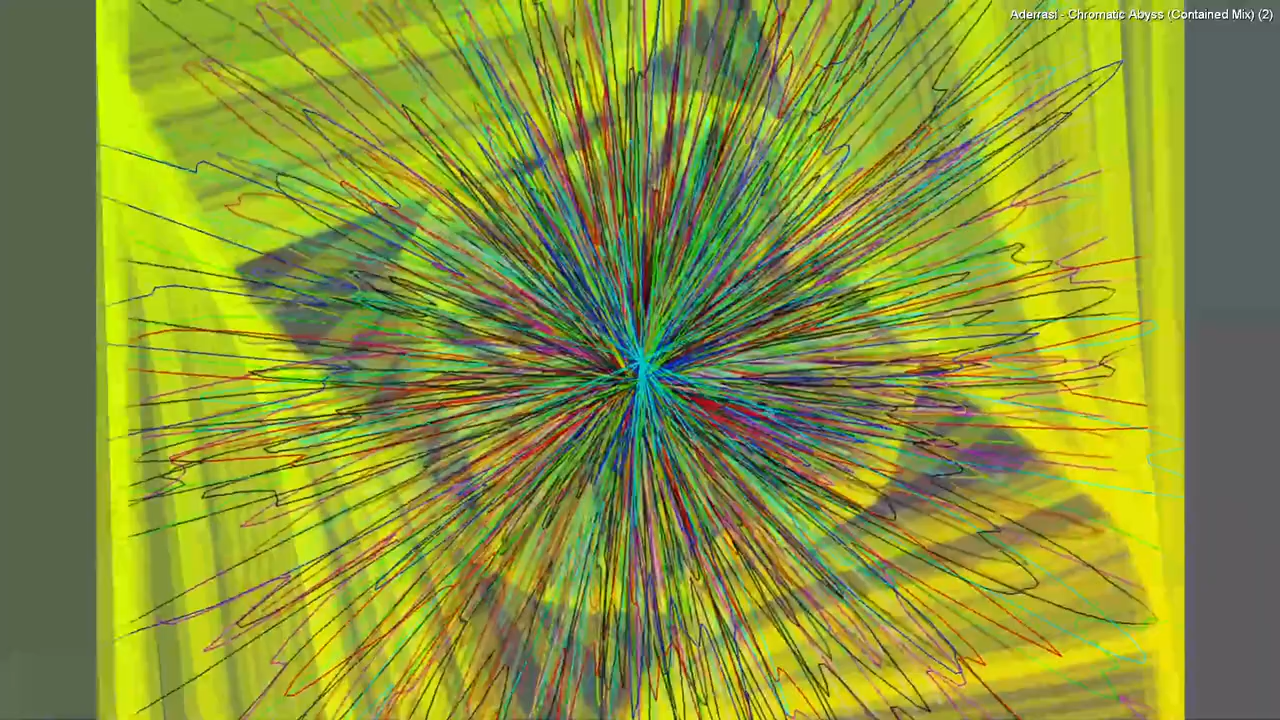 Aderrasi - Chromatic Abyss (Contained Mix) (2)